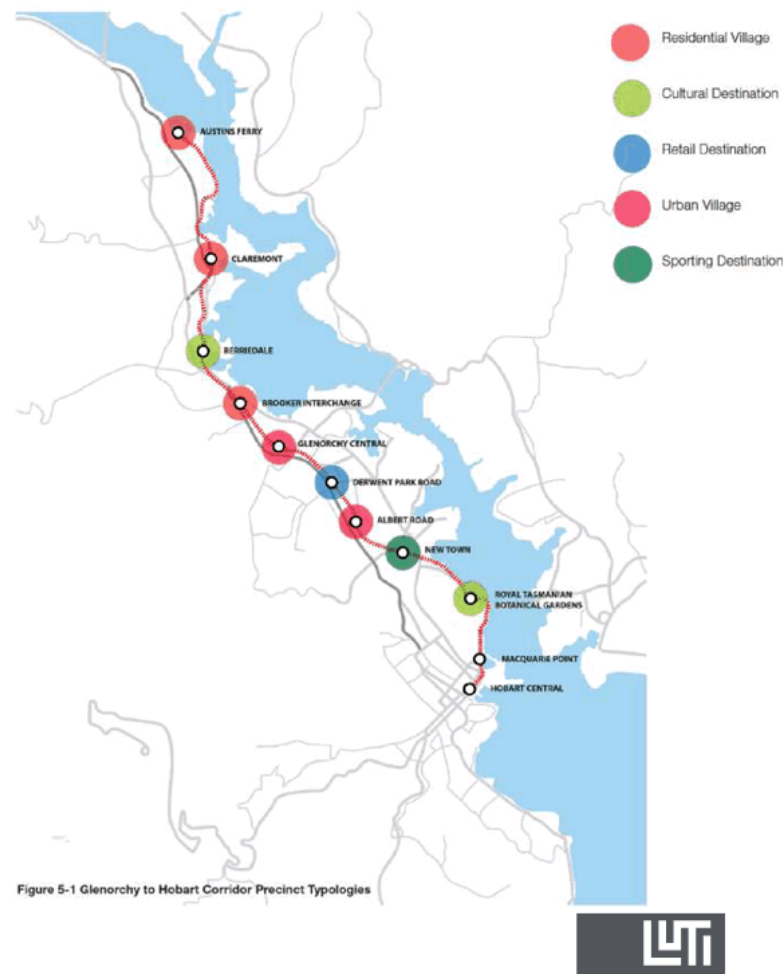 Residential Village
Cultural Destination
Retail Destination
Urban Village
Sporting Destination
AUSTINS FERRY
CLAREMONT
BERRIEDALE
BROOKER INTERCHANGE
GLENORCHY CENTRAL
DERWENT PARK ROAD
ALBERT ROAD
NEW TOWN
ROYAL TASMANIAN
BOTANICAL GARDENS
MACQUARIE POINT
HOBART CENTRAL
Figure 5-1 Glenorchy to Hobart Corridor Precinct Typologies
LUTI